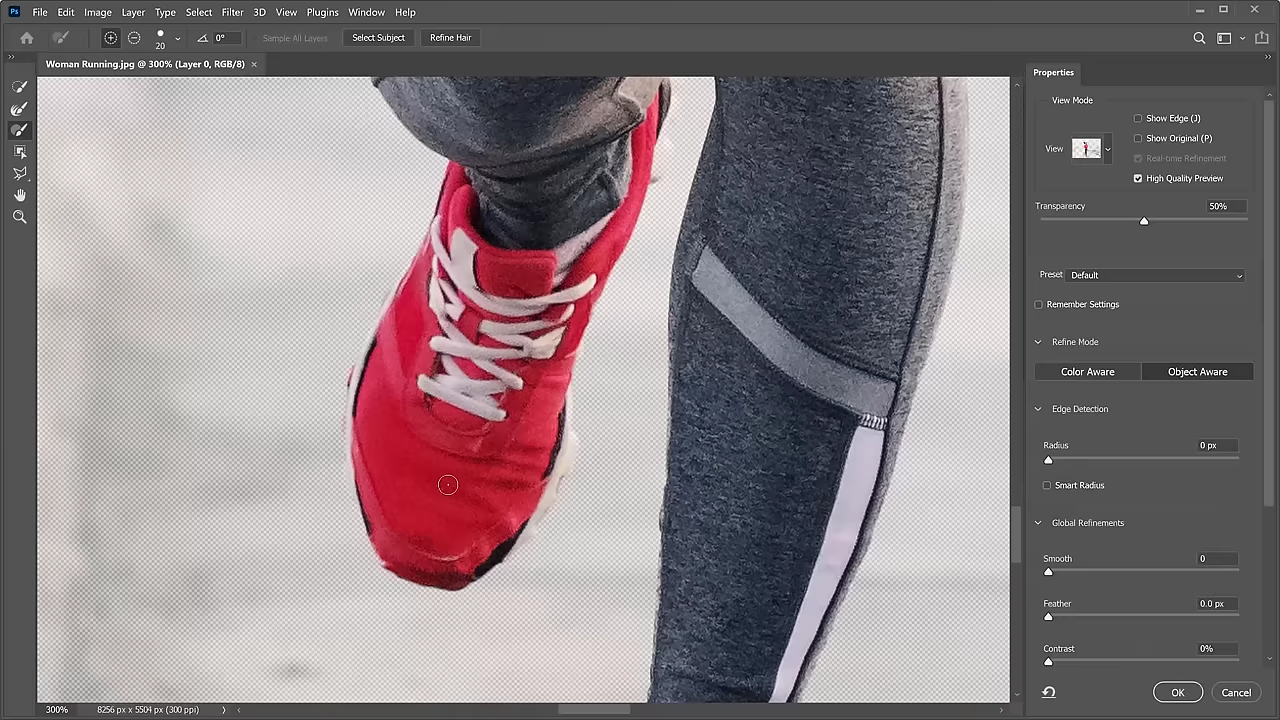 Ps File Edit Image Layer Type Select Filter 3D View Plugins Window Help
20 0° Sample All Layers Select Subject Refine Hair
Woman Running.jpg @ 300% (Layer 0, RGB/8) ×
Properties
View Mode
Show Edge (J)
View Show Original (P)
Real-time Refinement
High Quality Preview
Transparency 50%
Preset Default
Remember Settings
Refine Mode
Color Aware Object Aware
Edge Detection
Radius 0 px
Smart Radius
Global Refinements
Smooth 0
Feather 0.0 px
Contrast 0%
OK Cancel
300% 8256 px x 5504 px (300 ppi)